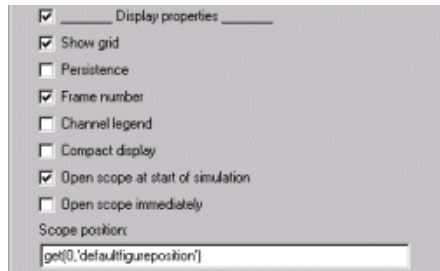 _______ Display properties _______
Show grid
Persistence
Frame number
Channel legend
Compact display
Open scope at start of simulation
Open scope immediately
Scope position:
get(0,'defaultfigureposition')